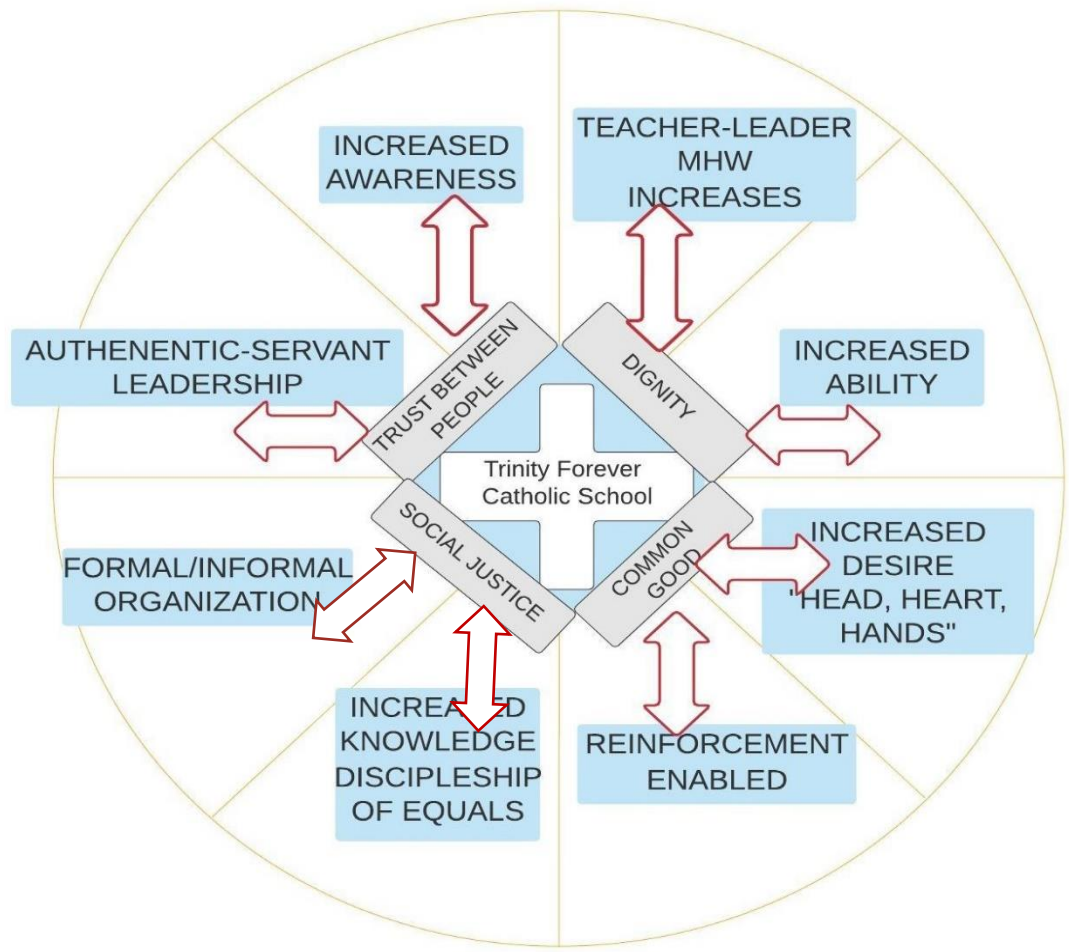 INCREASED
AWARENESS
TEACHER-LEADER
MHW
INCREASES
AUTHENENTIC-SERVANT
LEADERSHIP
TRUST BETWEEN
PEOPLE
DIGNITY
INCREASED
ABILITY
Trinity Forever
Catholic School
SOCIAL JUSTICE
COMMON
GOOD
FORMAL/INFORMAL
ORGANIZATION
INCREASED
DESIRE
"HEAD, HEART,
HANDS"
INCREASED
KNOWLEDGE
DISCIPLESHIP
OF EQUALS
REINFORCEMENT
ENABLED